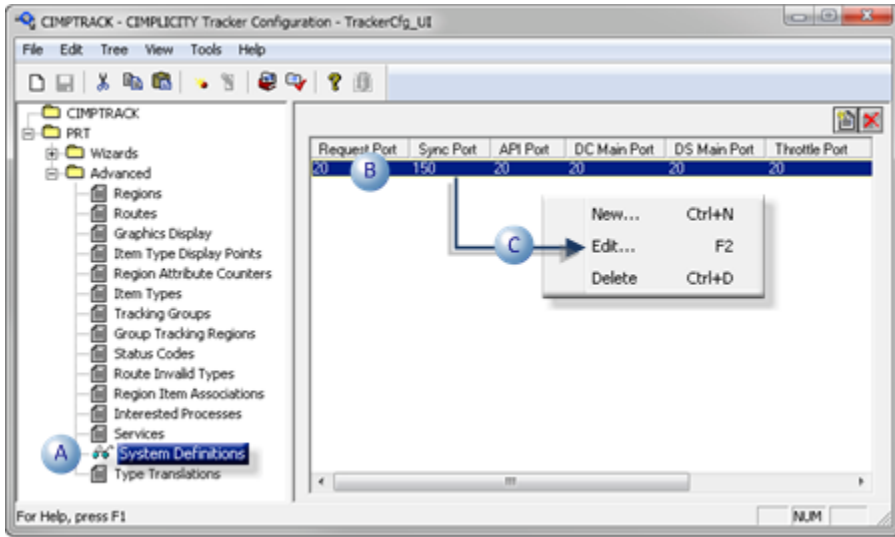 CIMPTRACK - CIMPLICITY Tracker Configuration - TrackerCfg_UI
File Edit Tree View Tools Help
CIMPTRACK
PRT
Wizards
Advanced
Regions
Routes
Graphics Display
Item Type Display Points
Region Attribute Counters
Item Types
Tracking Groups
Group Tracking Regions
Status Codes
Route Invalid Types
Region Item Associations
Interested Processes
Services
A System Definitions
Type Translations
Request Port Sync Port API Port DC Main Port DS Main Port Throttle Port
20 B 150 20 20 20 20
New... Ctrl+N
C Edit... F2
Delete Ctrl+D
For Help, press F1 NUM